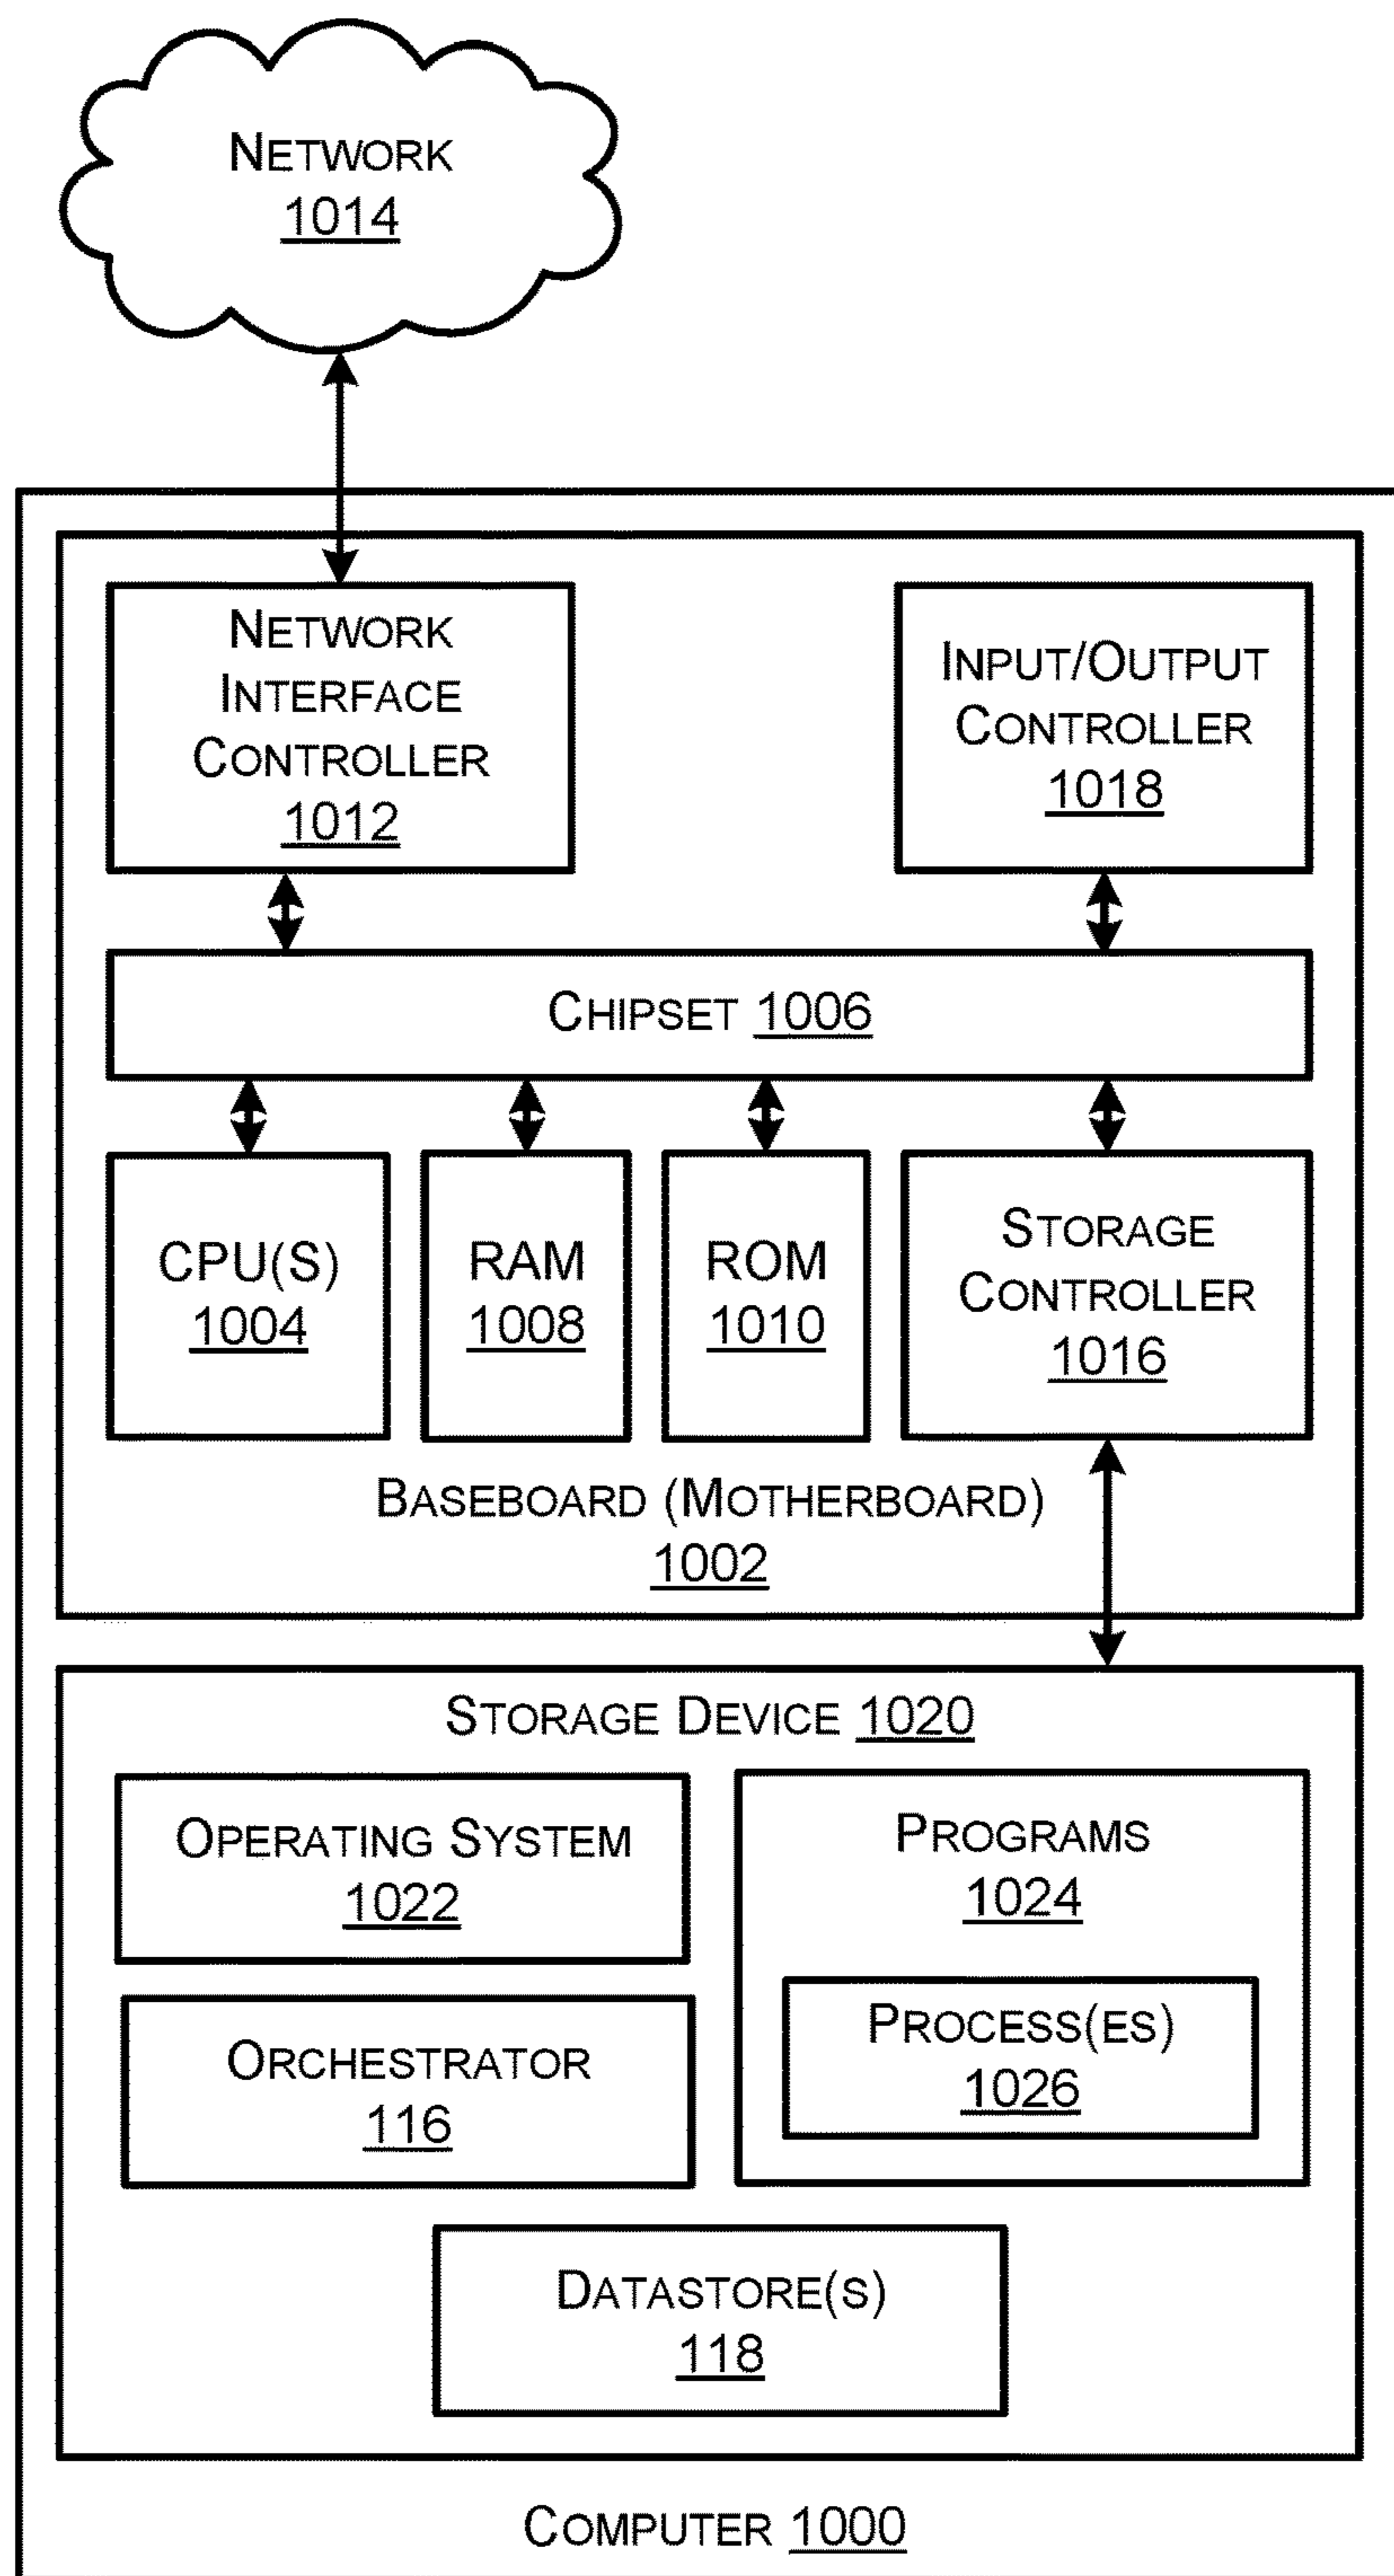 NETWORK
1014
NETWORK
INTERFACE
CONTROLLER
1012
INPUT/OUTPUT
CONTROLLER
1018
CHIPSET 1006
CPU(S)
1004
RAM
1008
ROM
1010
STORAGE
CONTROLLER
1016
BASEBOARD (MOTHERBOARD)
1002
STORAGE DEVICE 1020
OPERATING SYSTEM
1022
PROGRAMS
1024
PROCESS(ES)
1026
ORCHESTRATOR
116
DATASTORE(S)
118
COMPUTER 1000